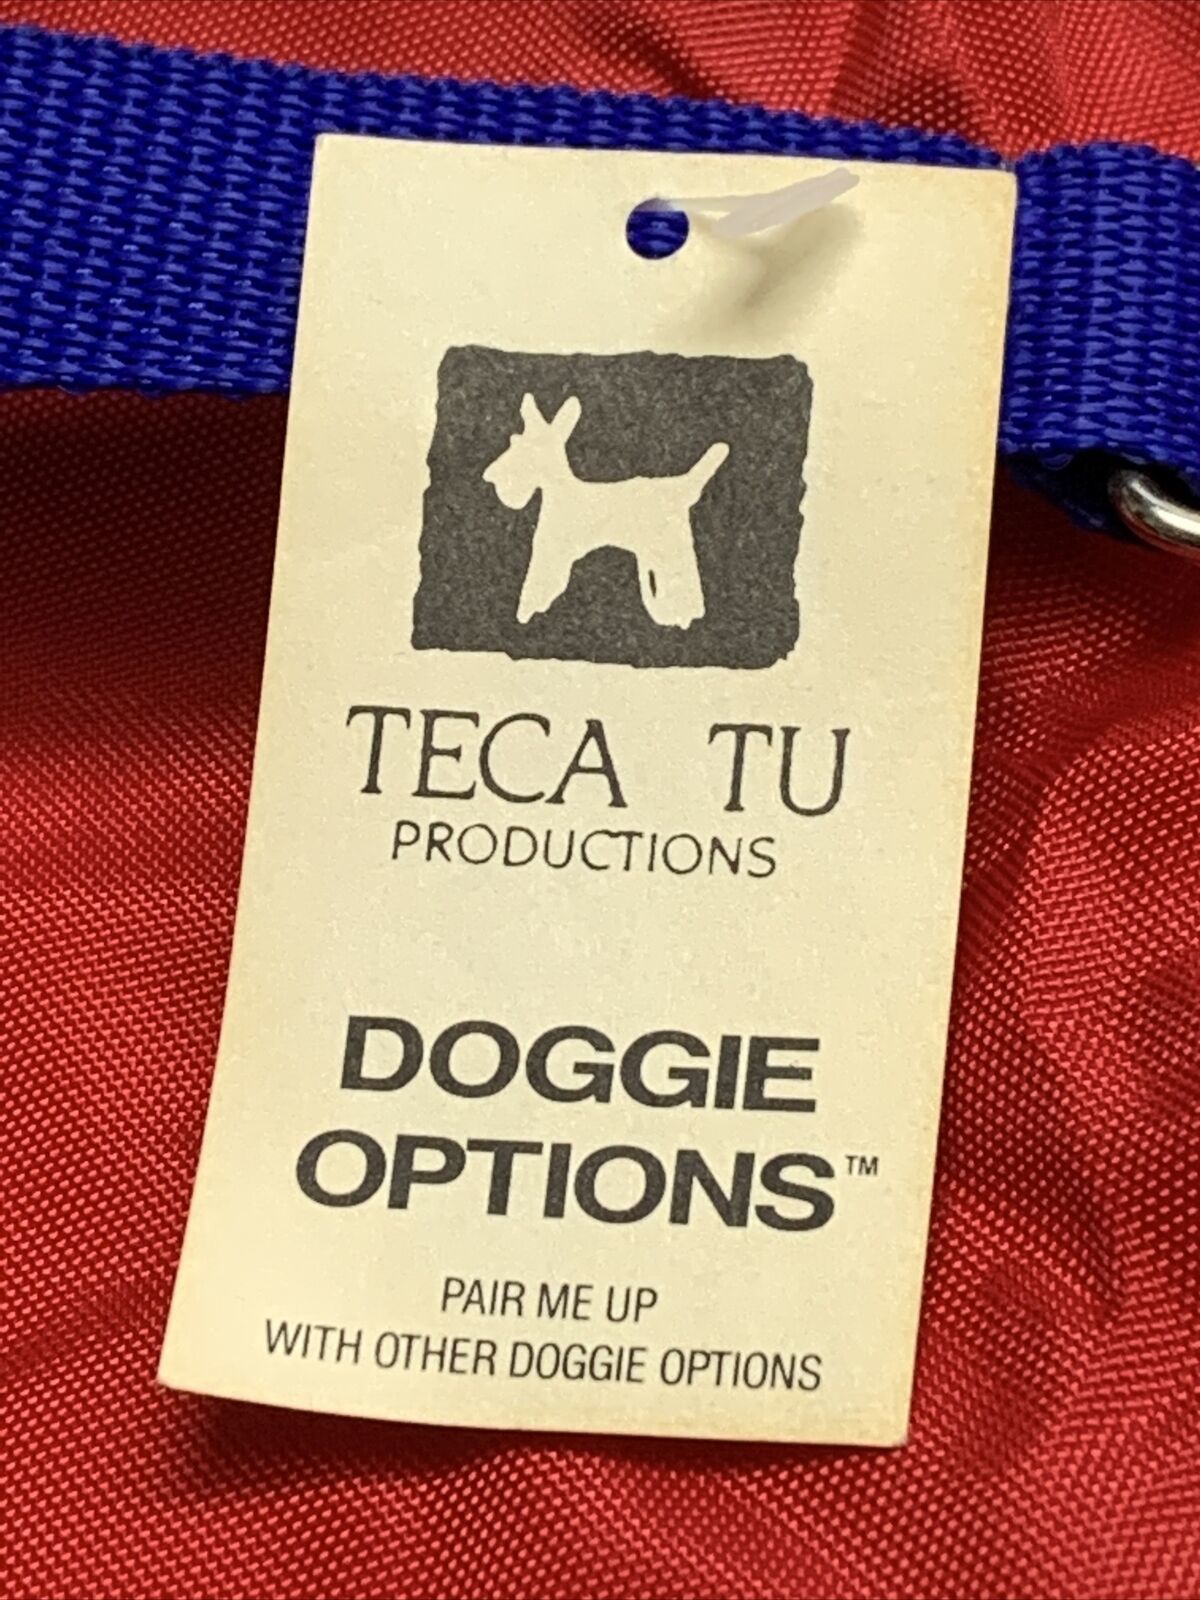 TECA TU
PRODUCTIONS
DOGGIE
OPTIONS™
PAIR ME UP
WITH OTHER DOGGIE OPTIONS